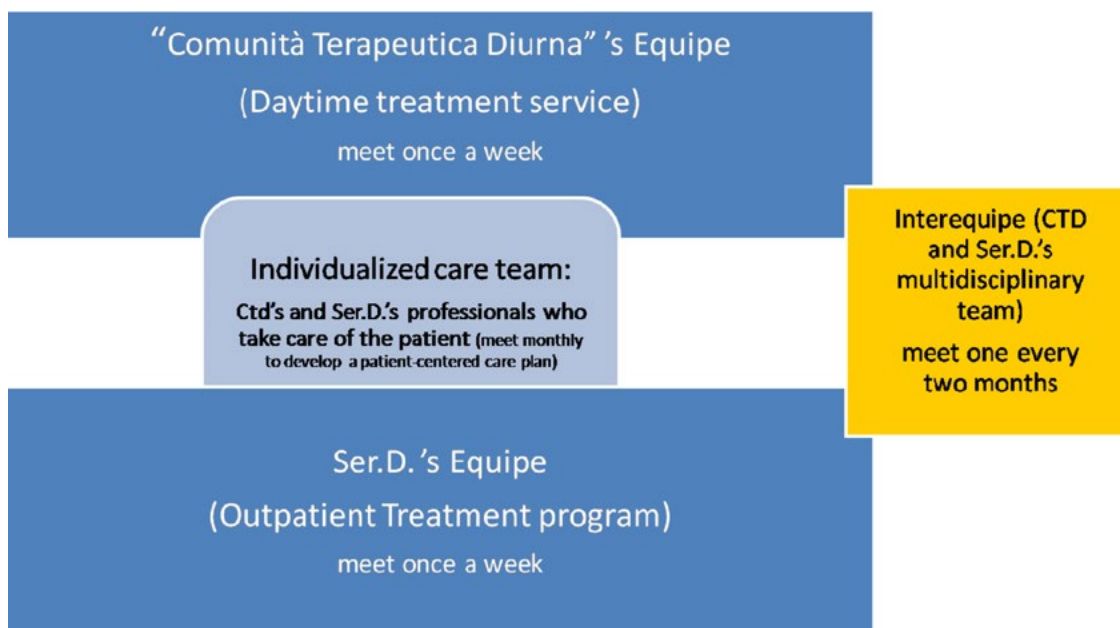 “Comunità Terapeutica Diurna” ’s Equipe
(Daytime treatment service)
meet once a week
Individualized care team:
Ctd's and Ser.D.'s professionals who
take care of the patient (meet monthly
to develop a patient-centered care plan)
Interequipe (CTD
and Ser.D.'s
multidisciplinary
team)
meet one every
two months
Ser.D. 's Equipe
(Outpatient Treatment program)
meet once a week